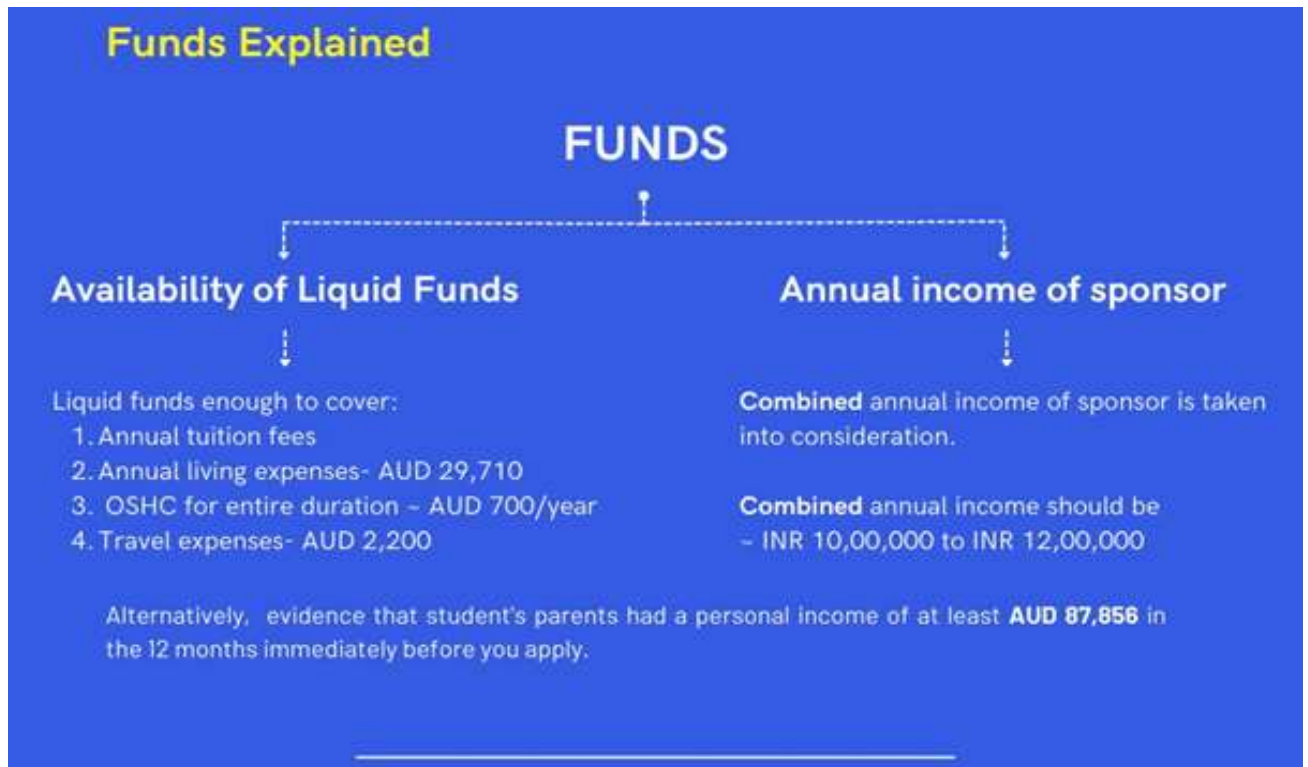 Funds Explained
FUNDS
Availability of Liquid Funds
Liquid funds enough to cover:
1. Annual tuition fees
2. Annual living expenses- AUD 29,710
3. OSHC for entire duration ~ AUD 700/year
4. Travel expenses- AUD 2,200
Annual income of sponsor
Combined annual income of sponsor is taken
into consideration.
Combined annual income should be
~ INR 10,00,000 to INR 12,00,000
Alternatively, evidence that student's parents had a personal income of at least AUD 87,856 in
the 12 months immediately before you apply.